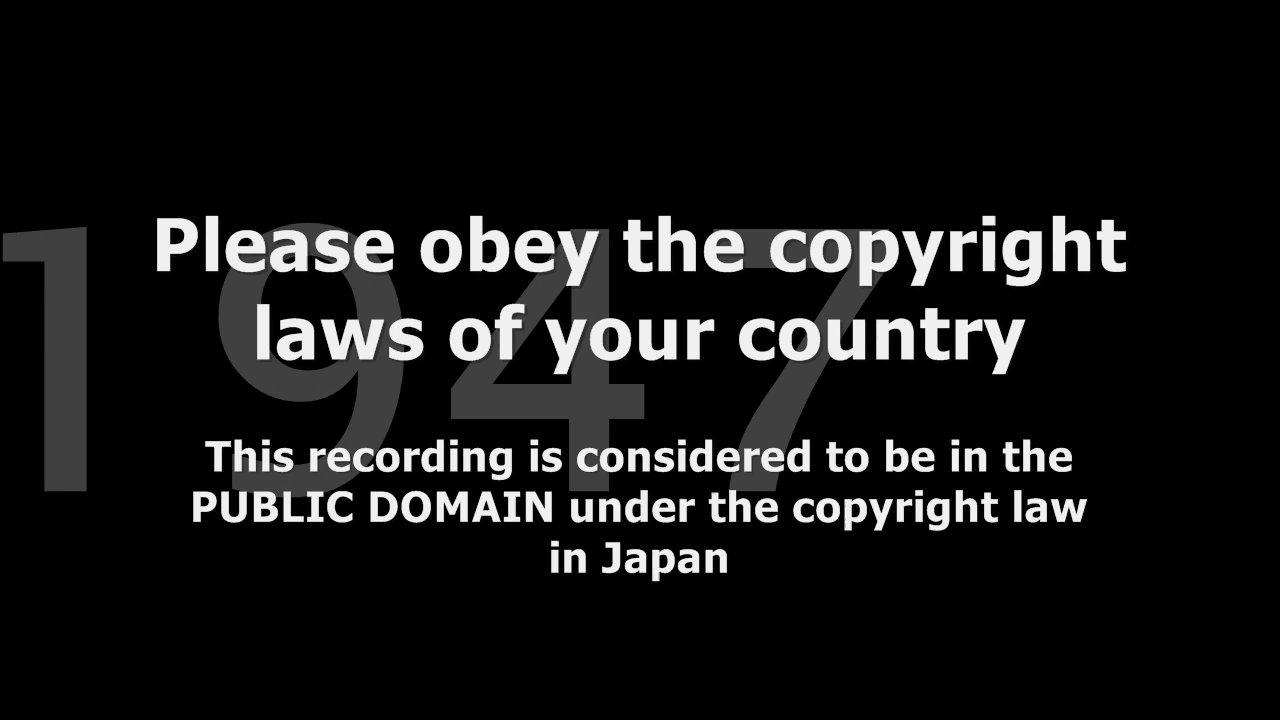 1947
Please obey the copyright
laws of your country
This recording is considered to be in the
PUBLIC DOMAIN under the copyright law
in Japan